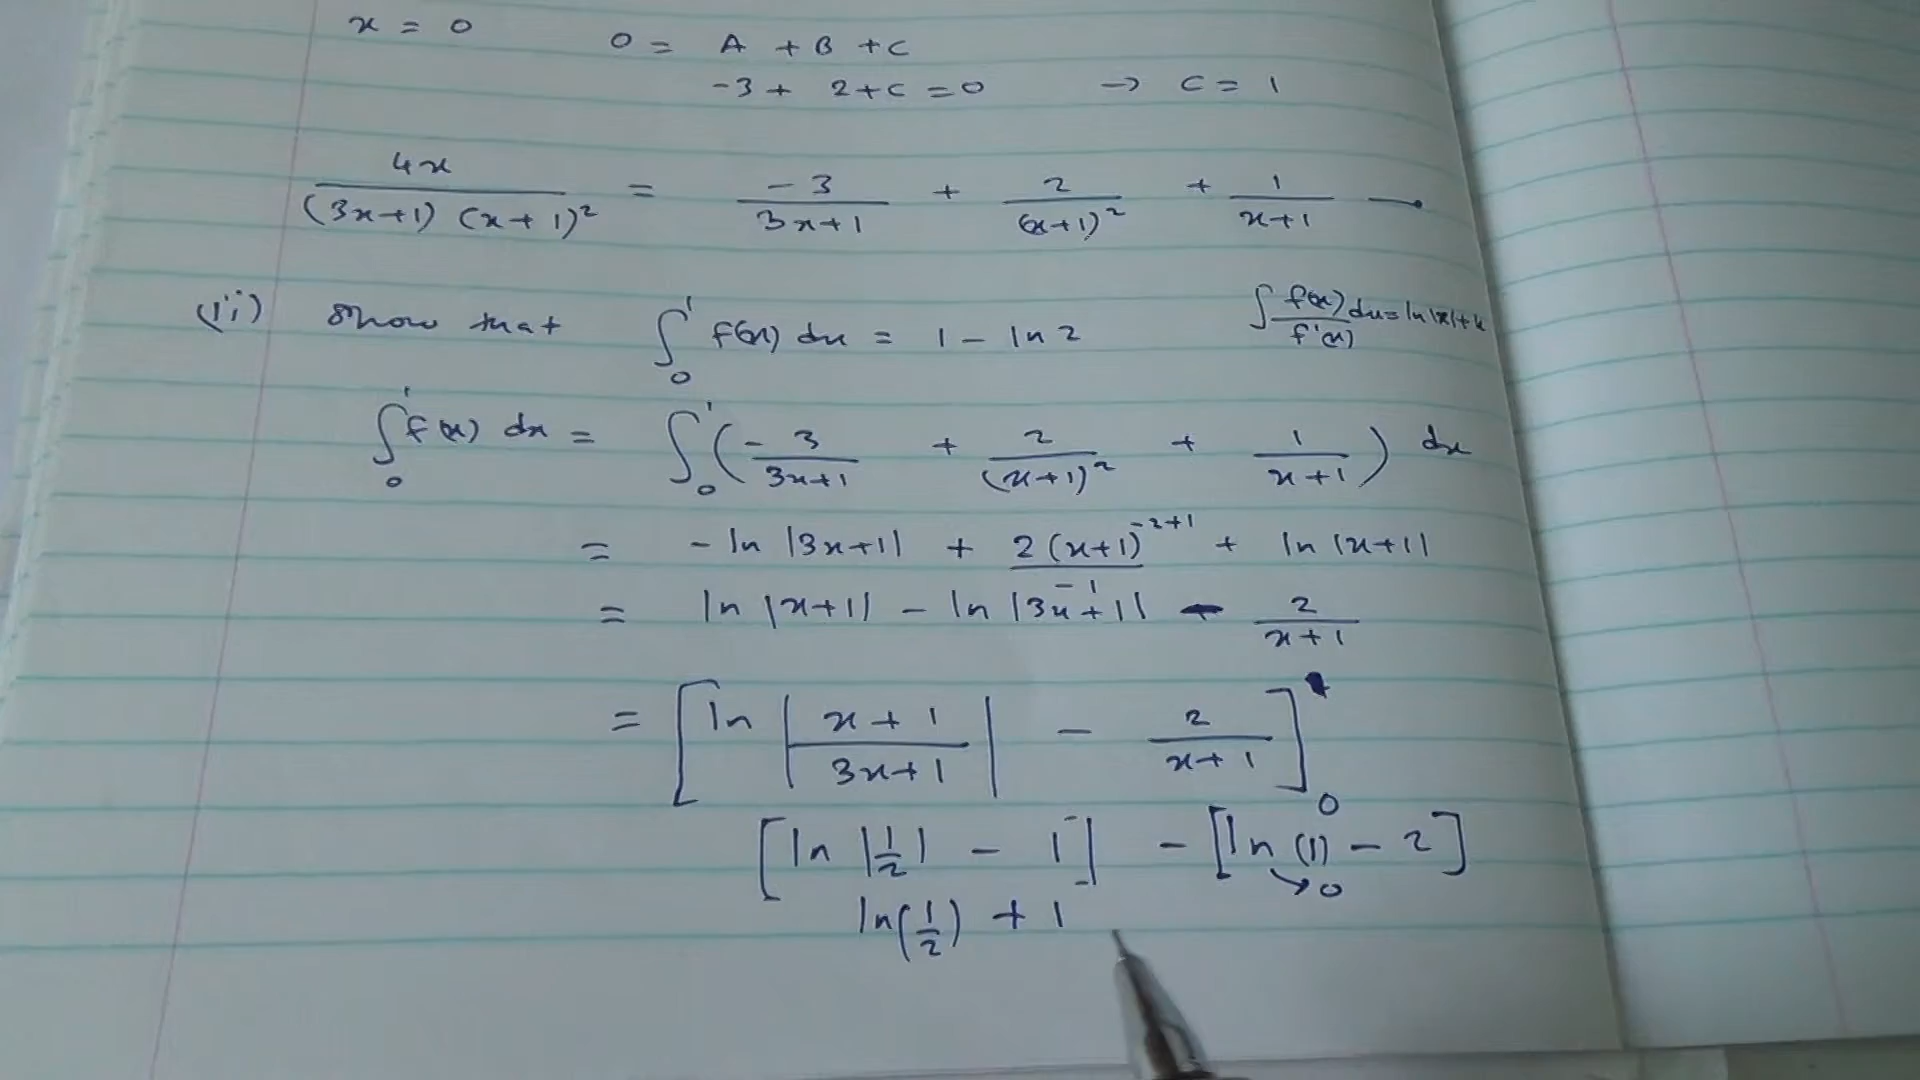 x = 0 0 = A + B + C
-3 + 2 + C = 0 → C = 1
4x / (3x+1) (x+1)² = -3 / 3x+1 + 2 / (x+1)² + 1 / x+1
(ii) Show that ∫₀¹ f(x) dx = 1 - ln 2 ∫ f(x) / f'(x) dx = ln |x| + k
∫₀¹ f(x) dx = ∫₀¹ ( - 3 / 3x+1 + 2 / (x+1)² + 1 / x+1 ) dx
= - ln |3x+1| + 2 (x+1)^-2+1 / -1 + ln |x+1|
= ln |x+1| - ln |3x+1| - 2 / x+1
= [ ln | x+1 / 3x+1 | - 2 / x+1 ] 0
[ ln | 1/2 | - 1 ] - [ ln (1) - 2 ]
→ 0
ln ( 1/2 ) + 1